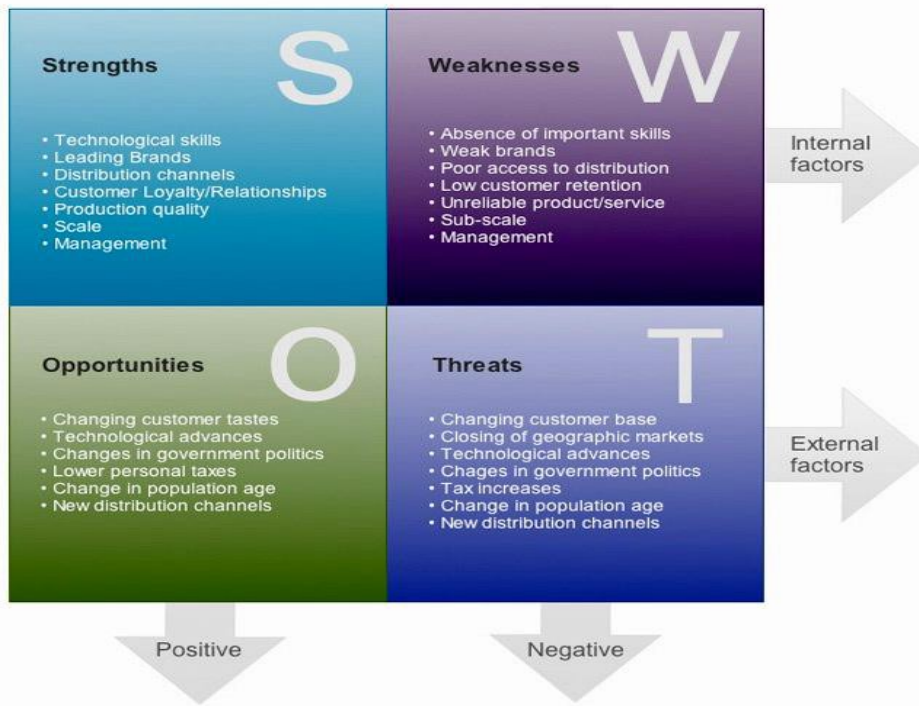 S
Strengths
• Technological skills
• Leading Brands
• Distribution channels
• Customer Loyalty/Relationships
• Production quality
• Scale
• Management
W
Weaknesses
• Absence of important skills
• Weak brands
• Poor access to distribution
• Low customer retention
• Unreliable product/service
• Sub-scale
• Management
Internal
factors
O
Opportunities
• Changing customer tastes
• Technological advances
• Changes in government politics
• Lower personal taxes
• Change in population age
• New distribution channels
T
Threats
• Changing customer base
• Closing of geographic markets
• Technological advances
• Chages in government politics
• Tax increases
• Change in population age
• New distribution channels
External
factors
Positive
Negative